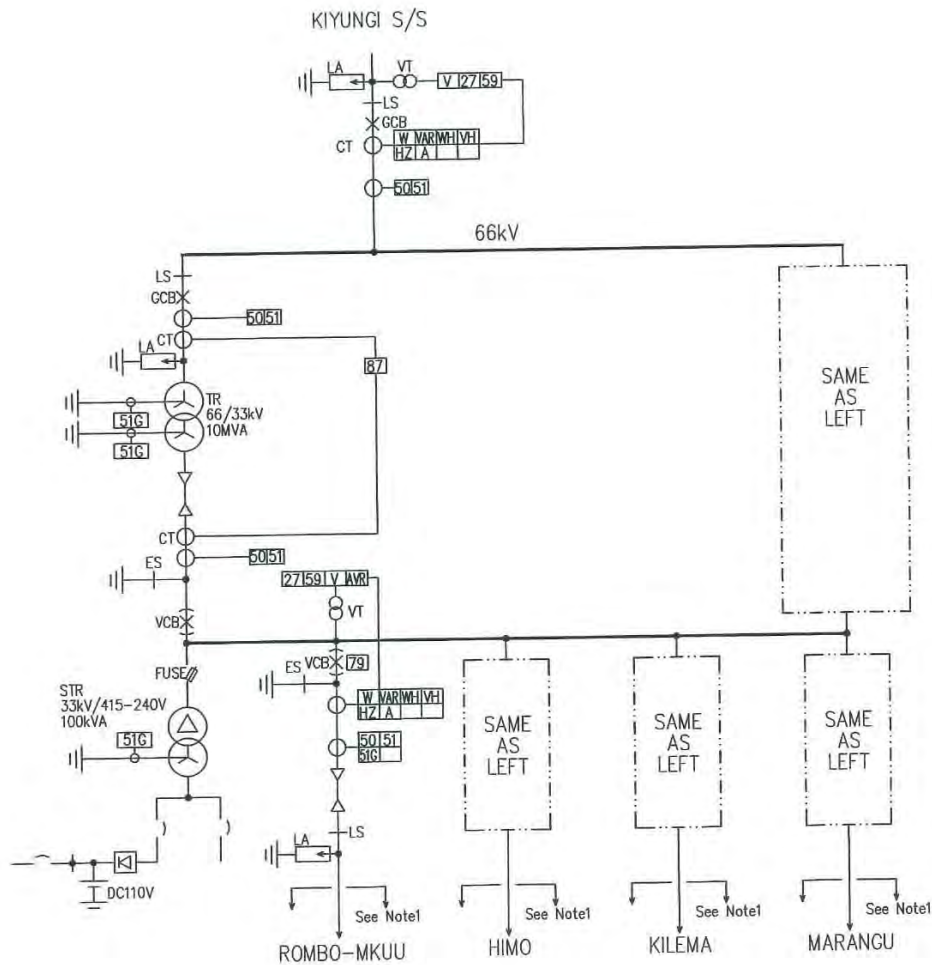 KIYUNGI S/S
LA
VT
V 27 59
LS
GCB
CT
W VAR WH VH
HZ A
50 51
66kV
LS
GCB
50 51
CT
LA
87
TR
66/33kV
10MVA
51G
51G
SAME
AS
LEFT
CT
50 51
ES
27 59 V AVR
VT
VCB
FUSE
ES
VCB
79
STR
33kV/415-240V
100kVA
51G
W VAR WH VH
HZ A
50 51
51G
SAME
AS
LEFT
SAME
AS
LEFT
SAME
AS
LEFT
LS
LA
DC110V
See Note1
See Note1
See Note1
See Note1
ROMBO-MKUU
HIMO
KILEMA
MARANGU